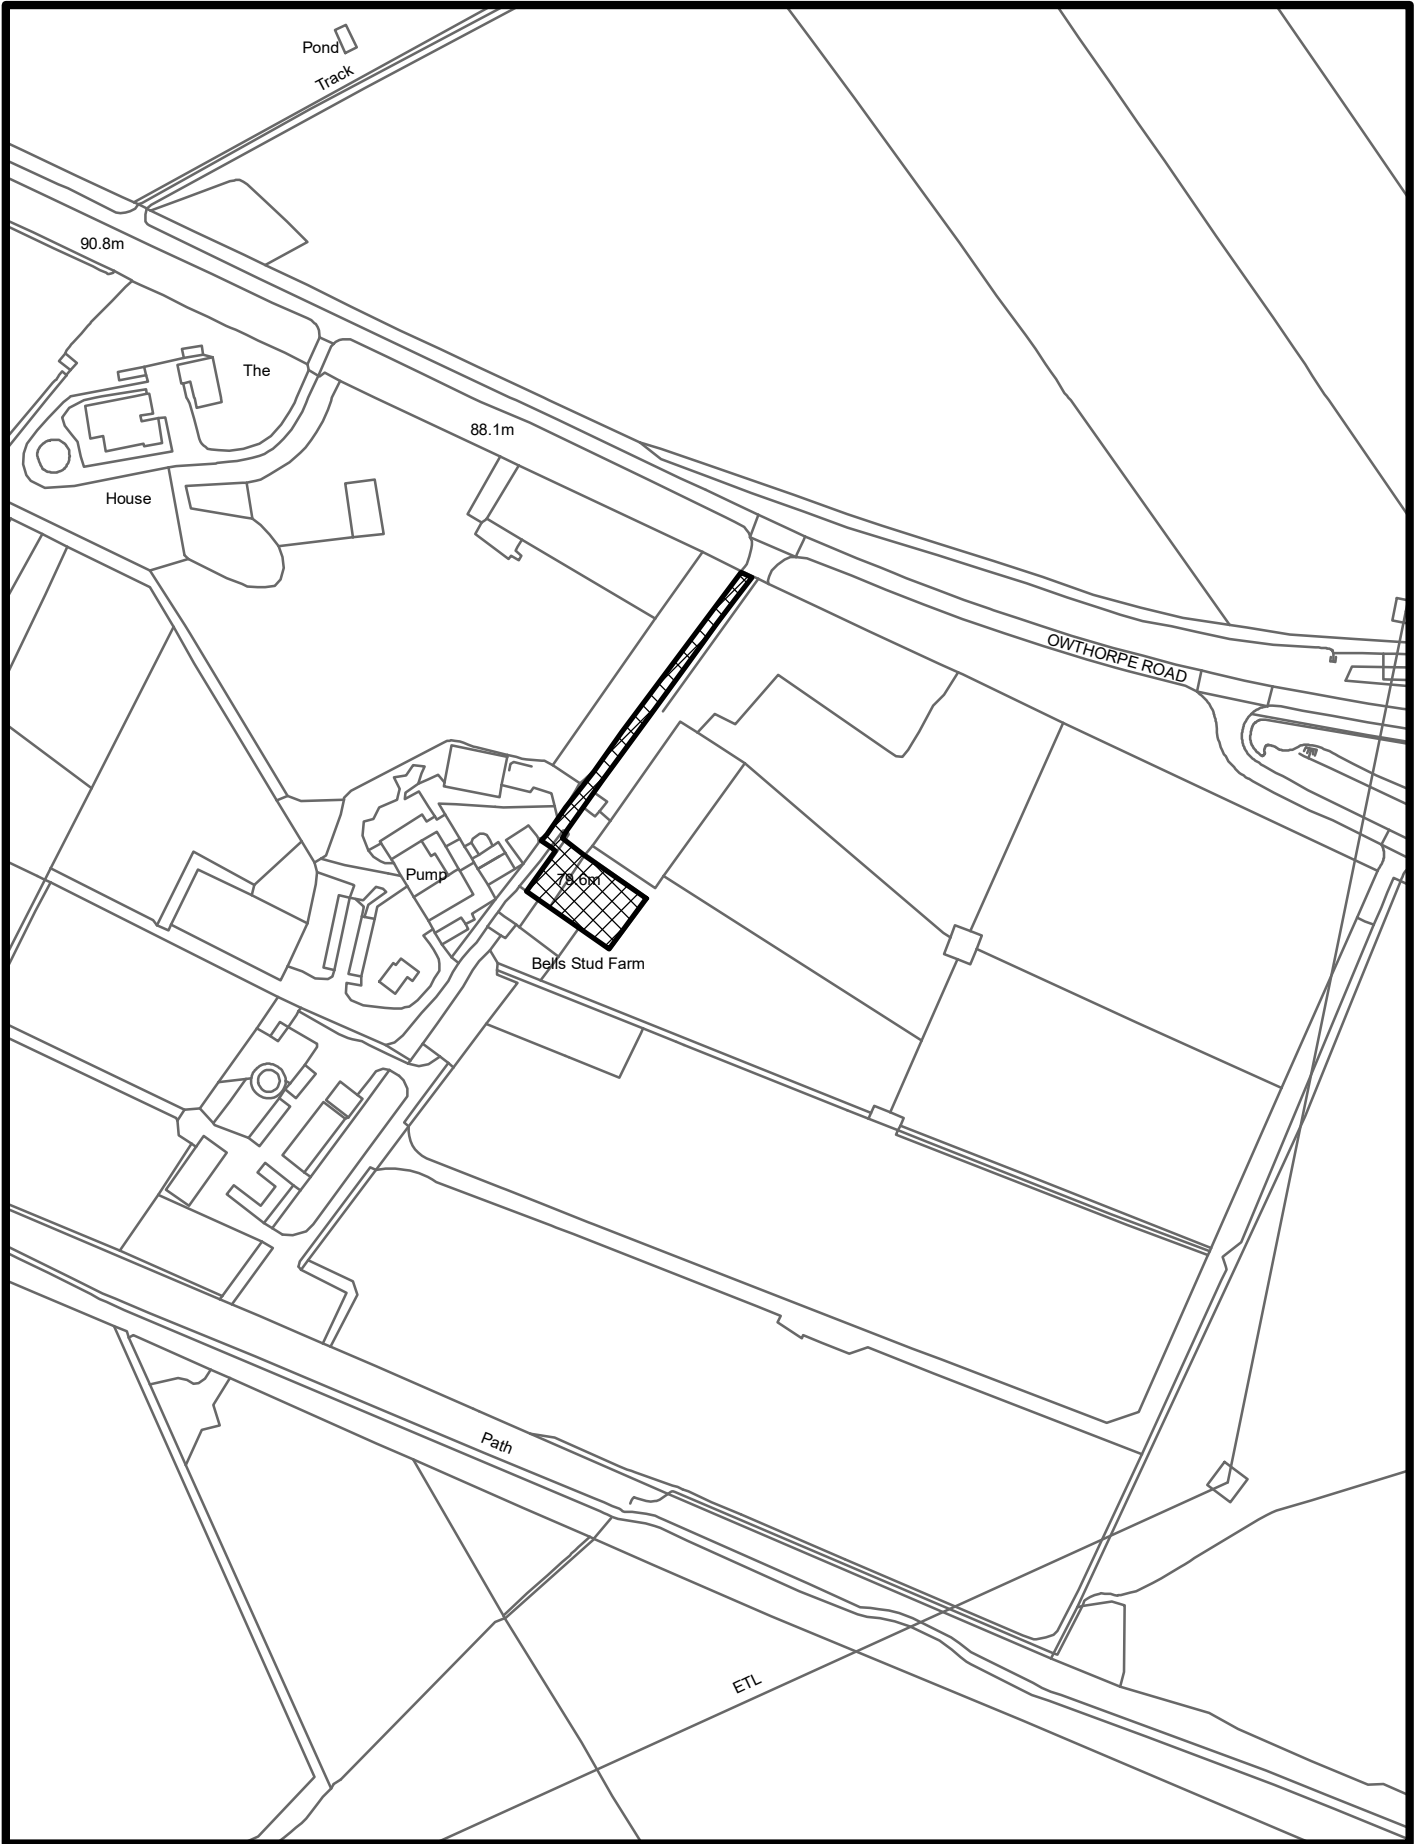 Pond
Track
90.8m
The
88.1m
House
OWTHORPE ROAD
Pump
79.6m
Bells Stud Farm
Path
ETL